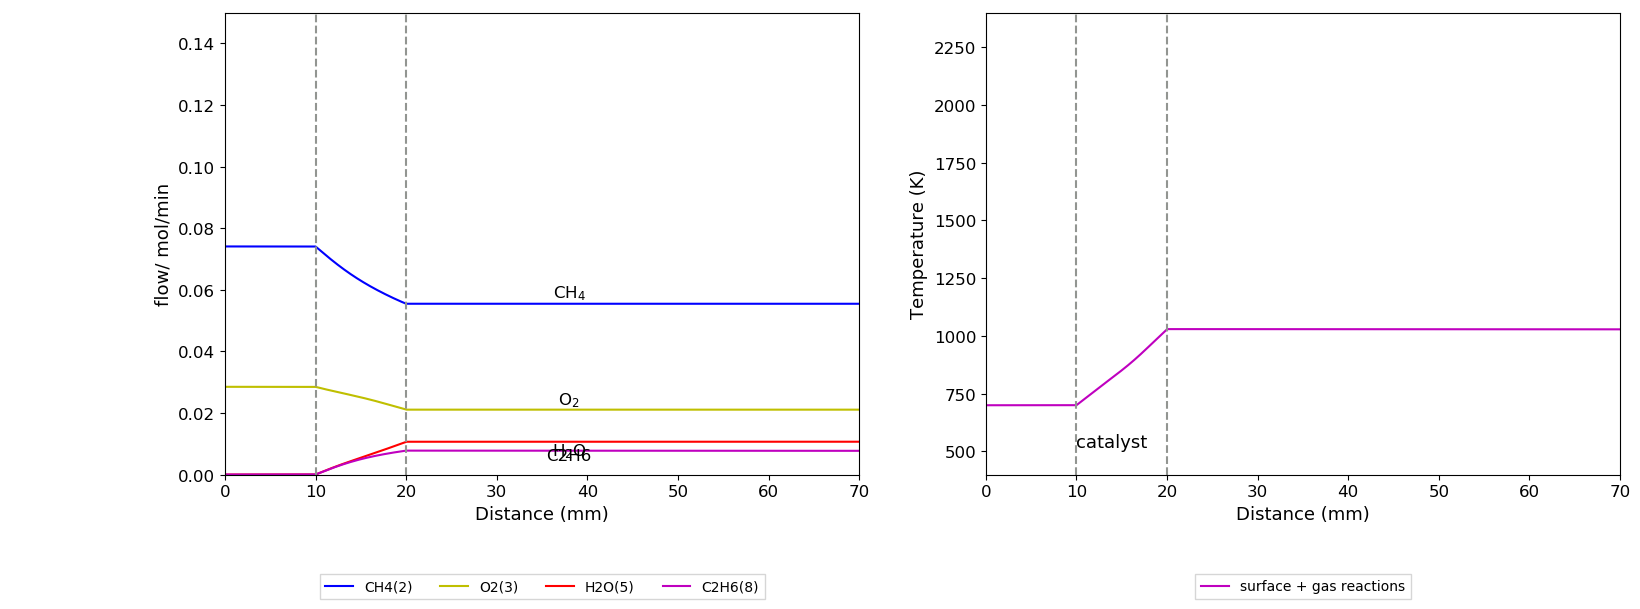 0.14
0.12
0.10
0.08
0.06
0.04
0.02
0.00
flow/ mol/min
CH₄
O₂
H₂O
C2H6
0 10 20 30 40 50 60 70
Distance (mm)
CH4(2) O2(3) H2O(5) C2H6(8)
2250
2000
1750
1500
1250
1000
750
500
Temperature (K)
catalyst
0 10 20 30 40 50 60 70
Distance (mm)
surface + gas reactions